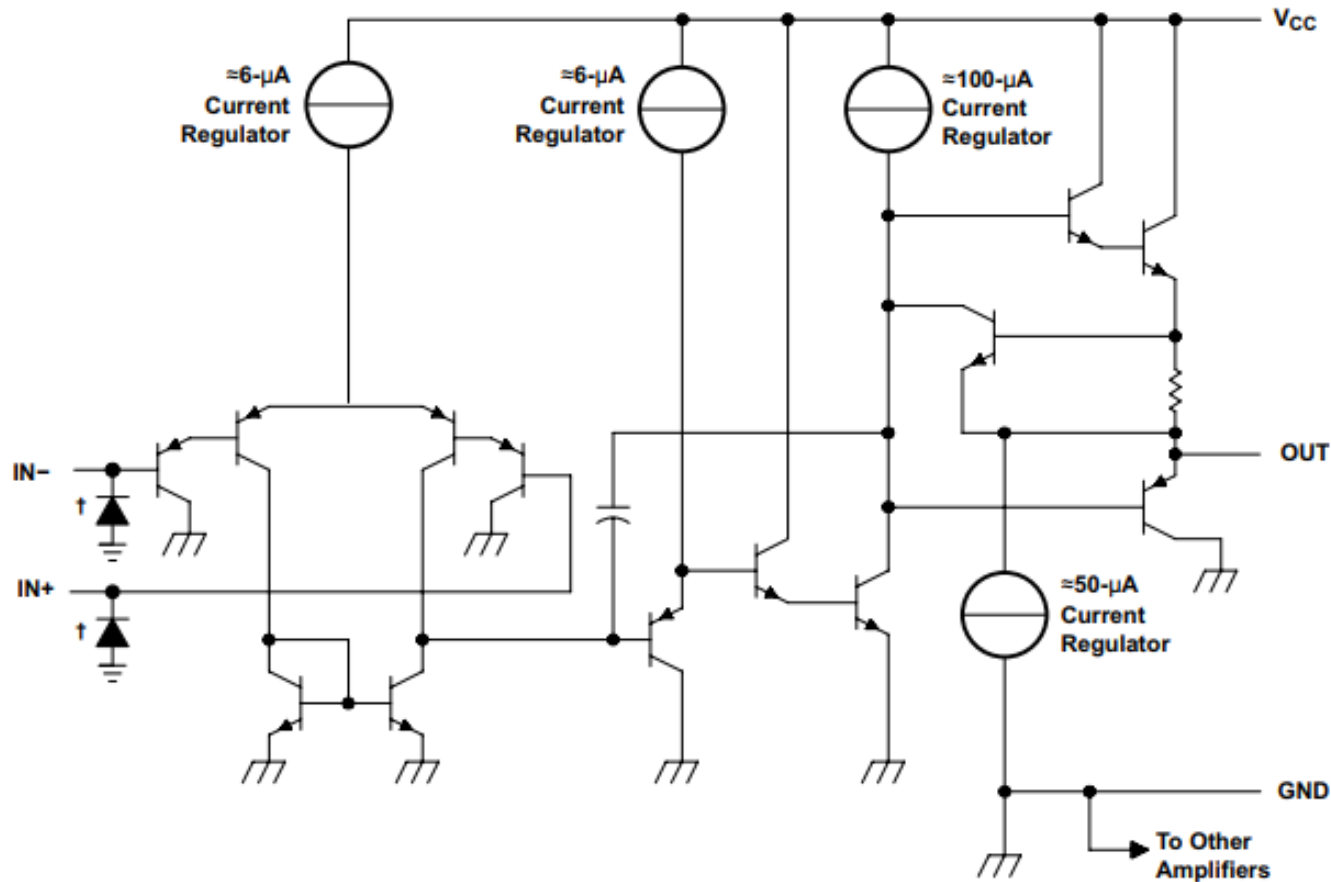 VCC
≈6-µA
Current
Regulator
≈6-µA
Current
Regulator
≈100-µA
Current
Regulator
IN−
†
OUT
IN+
†
≈50-µA
Current
Regulator
GND
To Other
Amplifiers